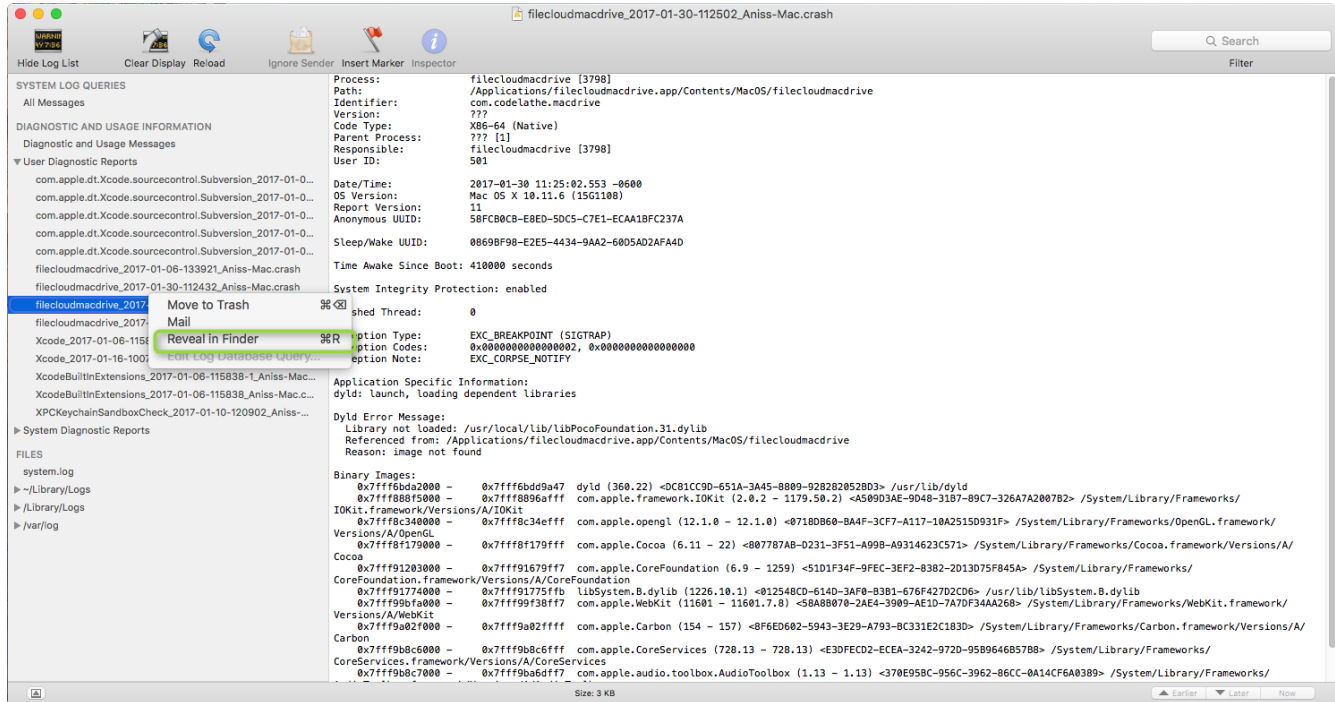 filecloudmacdrive_2017-01-30-112502_Aniss-Mac.crash
WARNIN
RY 7:36
7:36
Hide Log List
Clear Display
Reload
Ignore Sender
Insert Marker
Inspector
Search
Filter
SYSTEM LOG QUERIES
All Messages
DIAGNOSTIC AND USAGE INFORMATION
Diagnostic and Usage Messages
User Diagnostic Reports
com.apple.dt.Xcode.sourcecontrol.Subversion_2017-01-0...
com.apple.dt.Xcode.sourcecontrol.Subversion_2017-01-0...
com.apple.dt.Xcode.sourcecontrol.Subversion_2017-01-0...
com.apple.dt.Xcode.sourcecontrol.Subversion_2017-01-0...
com.apple.dt.Xcode.sourcecontrol.Subversion_2017-01-0...
filecloudmacdrive_2017-01-06-133921_Aniss-Mac.crash
filecloudmacdrive_2017-01-30-112432_Aniss-Mac.crash
filecloudmacdrive_2017-
filecloudmacdrive_2017-
Xcode_2017-01-06-1158
Xcode_2017-01-16-1007
XcodeBuiltInExtensions_2017-01-06-115838-1_Aniss-Mac...
XcodeBuiltInExtensions_2017-01-06-115838_Aniss-Mac.c...
XPCKeychainSandboxCheck_2017-01-10-120902_Aniss-...
System Diagnostic Reports
FILES
system.log
~/Library/Logs
/Library/Logs
/var/log
Move to Trash ⌘⌫
Mail
Reveal in Finder ⌘R
Edit Log Database Query...
Process: filecloudmacdrive [3798]
Path: /Applications/filecloudmacdrive.app/Contents/MacOS/filecloudmacdrive
Identifier: com.codelathe.macdrive
Version: ???
Code Type: X86-64 (Native)
Parent Process: ??? [1]
Responsible: filecloudmacdrive [3798]
User ID: 501
Date/Time: 2017-01-30 11:25:02.553 -0600
OS Version: Mac OS X 10.11.6 (15G1108)
Report Version: 11
Anonymous UUID: 58FCB0CB-E8ED-5DC5-C7E1-ECAA1BFC237A
Sleep/Wake UUID: 0869BF98-E2E5-4434-9AA2-60D5AD2AFA4D
Time Awake Since Boot: 410000 seconds
System Integrity Protection: enabled
shed Thread: 0
eption Type: EXC_BREAKPOINT (SIGTRAP)
eption Codes: 0x0000000000000002, 0x0000000000000000
eption Note: EXC_CORPSE_NOTIFY
Application Specific Information:
dyld: launch, loading dependent libraries
Dyld Error Message:
Library not loaded: /usr/local/lib/libPocoFoundation.31.dylib
Referenced from: /Applications/filecloudmacdrive.app/Contents/MacOS/filecloudmacdrive
Reason: image not found
Binary Images:
0x7fff6bda2000 - 0x7fff6bdd9a47 dyld (360.22) <DC81CC9D-651A-3A45-8809-928282052BD3> /usr/lib/dyld
0x7fff888f5000 - 0x7fff8896afff com.apple.framework.IOKit (2.0.2 - 1179.50.2) <A509D3AE-9D48-31B7-89C7-326A7A2007B2> /System/Library/Frameworks/
IOKit.framework/Versions/A/IOKit
0x7fff8c340000 - 0x7fff8c34efff com.apple.opengl (12.1.0 - 12.1.0) <0718DB60-BA4F-3CF7-A117-10A2515D931F> /System/Library/Frameworks/OpenGL.framework/
Versions/A/OpenGL
0x7fff8f179000 - 0x7fff8f179fff com.apple.Cocoa (6.11 - 22) <807787AB-D231-3F51-A99B-A9314623C571> /System/Library/Frameworks/Cocoa.framework/Versions/A/
Cocoa
0x7fff91203000 - 0x7fff91679ff7 com.apple.CoreFoundation (6.9 - 1259) <51D1F34F-9FEC-3EF2-8382-2D13D75F845A> /System/Library/Frameworks/
CoreFoundation.framework/Versions/A/CoreFoundation
0x7fff91774000 - 0x7fff91775ffb libSystem.B.dylib (1226.10.1) <012548CD-614D-3AF0-B3B1-676F427D2CD6> /usr/lib/libSystem.B.dylib
0x7fff99bfa000 - 0x7fff99f38ff7 com.apple.WebKit (11601 - 11601.7.8) <58A8B070-2AE4-3909-AE1D-7A7DF34AA268> /System/Library/Frameworks/WebKit.framework/
Versions/A/WebKit
0x7fff9a02f000 - 0x7fff9a02ffff com.apple.Carbon (154 - 157) <8F6ED602-5943-3E29-A793-BC331E2C183D> /System/Library/Frameworks/Carbon.framework/Versions/A/
Carbon
0x7fff9b8c6000 - 0x7fff9b8c6fff com.apple.CoreServices (728.13 - 728.13) <E3DFECD2-ECEA-3242-972D-95B9646B57B8> /System/Library/Frameworks/
CoreServices.framework/Versions/A/CoreServices
0x7fff9b8c7000 - 0x7fff9ba6dff7 com.apple.audio.toolbox.AudioToolbox (1.13 - 1.13) <370E95BC-956C-3962-86CC-0A14CF6A0389> /System/Library/Frameworks/
Size: 3 KB
Earlier
Later
Now